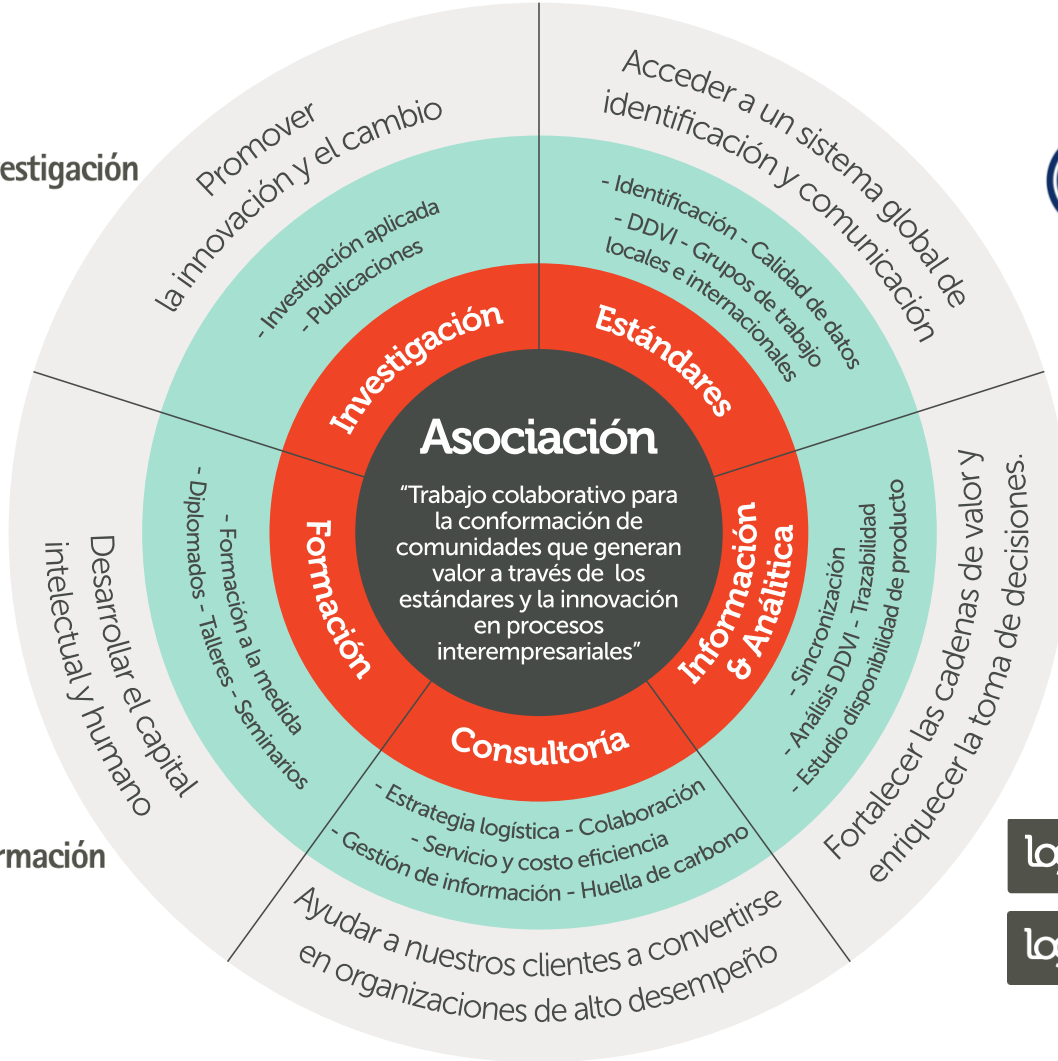 Asociación
“Trabajo colaborativo para
la conformación de
comunidades que generan
valor a través de los
estándares y la innovación
en procesos
interempresariales”
Investigación
- Investigación aplicada
- Publicaciones
Promover
la innovación y el cambio
Estándares
- Identificación - Calidad de datos
- DDVI - Grupos de trabajo
locales e internacionales
Acceder a un sistema global de
identificación y comunicación
Información
& Análitica
- Sincronización
- Análisis DDVI - Trazabilidad
- Estudio disponibilidad de producto
Fortalecer las cadenas de valor y
enriquecer la toma de decisiones.
Consultoría
- Estrategia logística - Colaboración
- Servicio y costo eficiencia
- Gestión de información - Huella de carbono
Ayudar a nuestros clientes a convertirse
en organizaciones de alto desempeño
Formación
- Formación a la medida
- Diplomados - Talleres - Seminarios
Desarrollar el capital
intelectual y humano
estigación
rmación